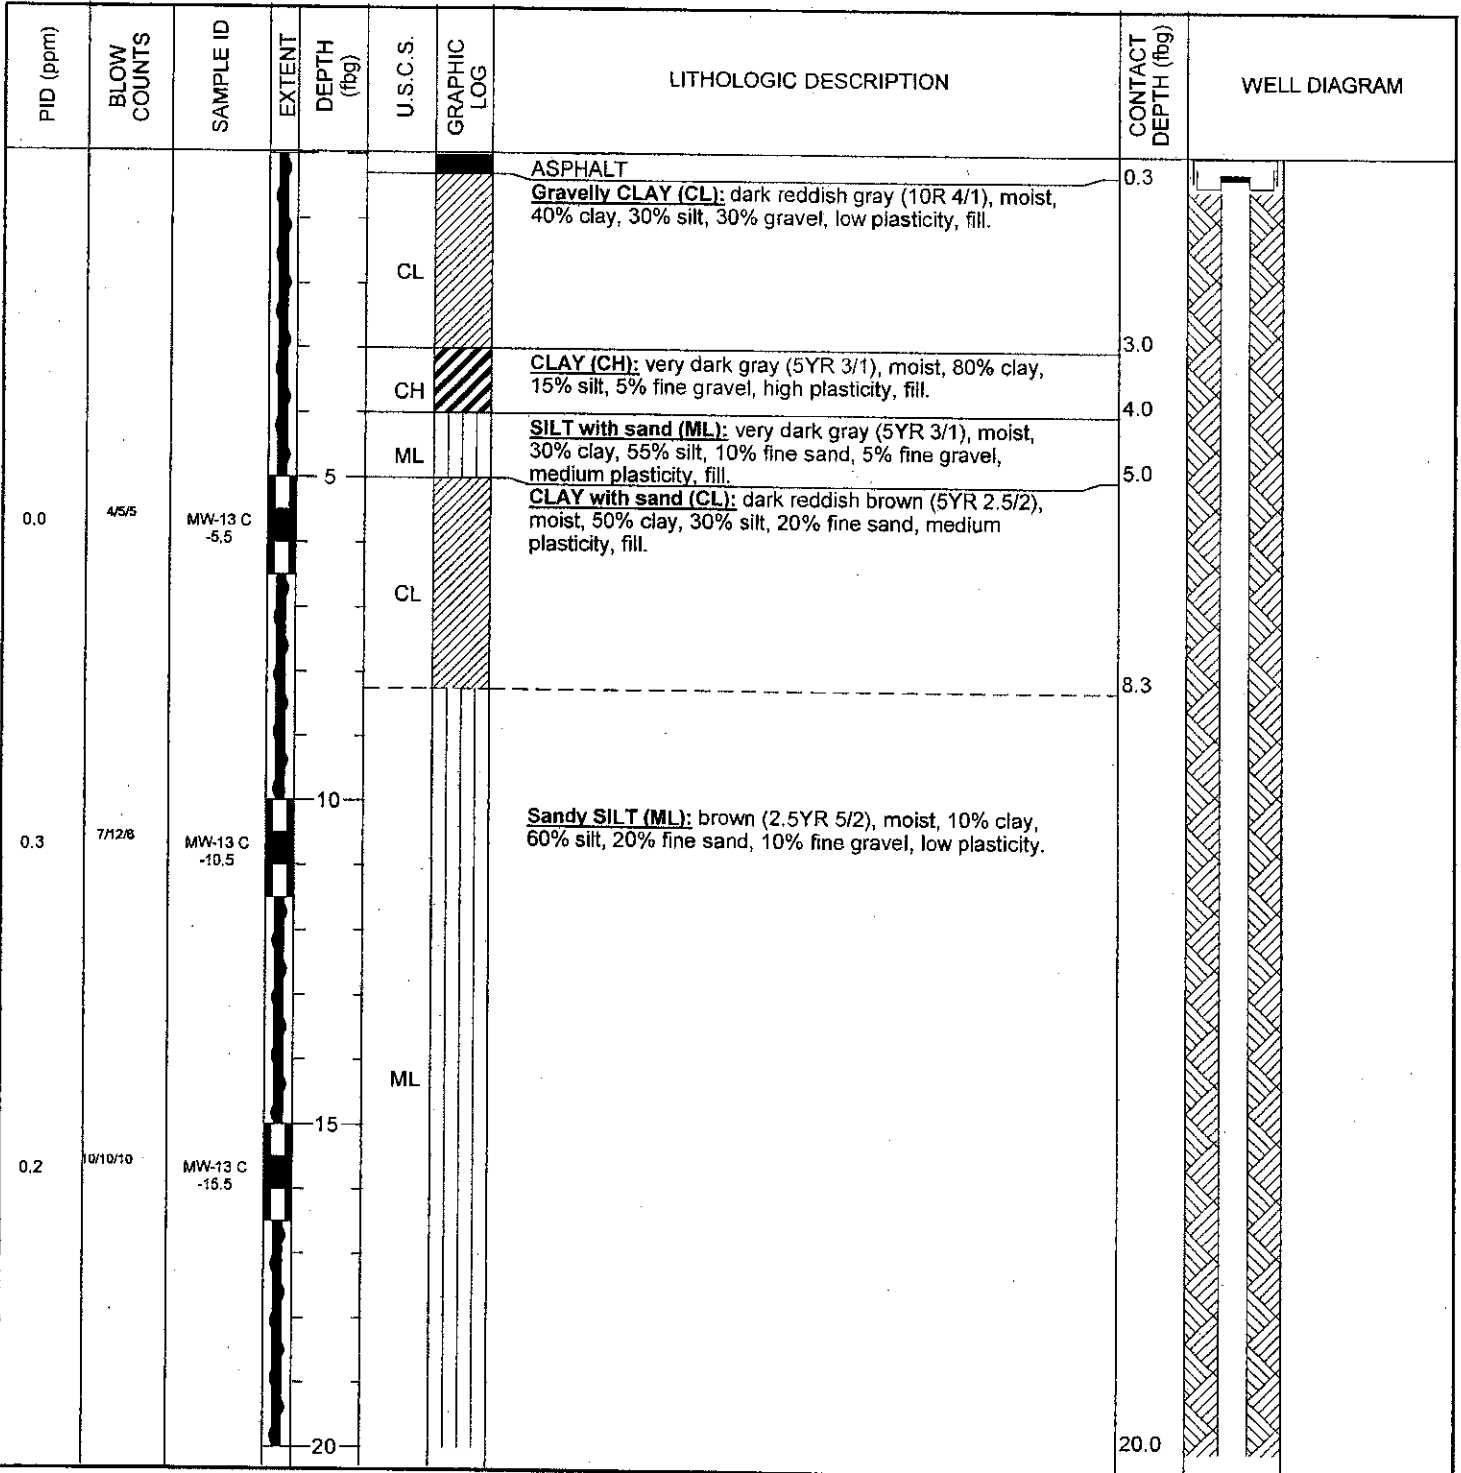 PID (ppm)
BLOW
COUNTS
SAMPLE ID
EXTENT
DEPTH
(fbg)
U.S.C.S.
GRAPHIC
LOG
LITHOLOGIC DESCRIPTION
CONTACT
DEPTH (fbg)
WELL DIAGRAM
ASPHALT
0.3
Gravelly CLAY (CL): dark reddish gray (10R 4/1), moist,
40% clay, 30% silt, 30% gravel, low plasticity, fill.
CL
3.0
CLAY (CH): very dark gray (5YR 3/1), moist, 80% clay,
15% silt, 5% fine gravel, high plasticity, fill.
CH
4.0
SILT with sand (ML): very dark gray (5YR 3/1), moist,
30% clay, 55% silt, 10% fine sand, 5% fine gravel,
medium plasticity, fill.
ML
5
5.0
CLAY with sand (CL): dark reddish brown (5YR 2.5/2),
moist, 50% clay, 30% silt, 20% fine sand, medium
plasticity, fill.
0.0
4/5/5
MW-13 C
-5.5
CL
8.3
10
Sandy SILT (ML): brown (2.5YR 5/2), moist, 10% clay,
60% silt, 20% fine sand, 10% fine gravel, low plasticity.
0.3
7/12/6
MW-13 C
-10.5
ML
15
0.2
10/10/10
MW-13 C
-15.5
20
20.0